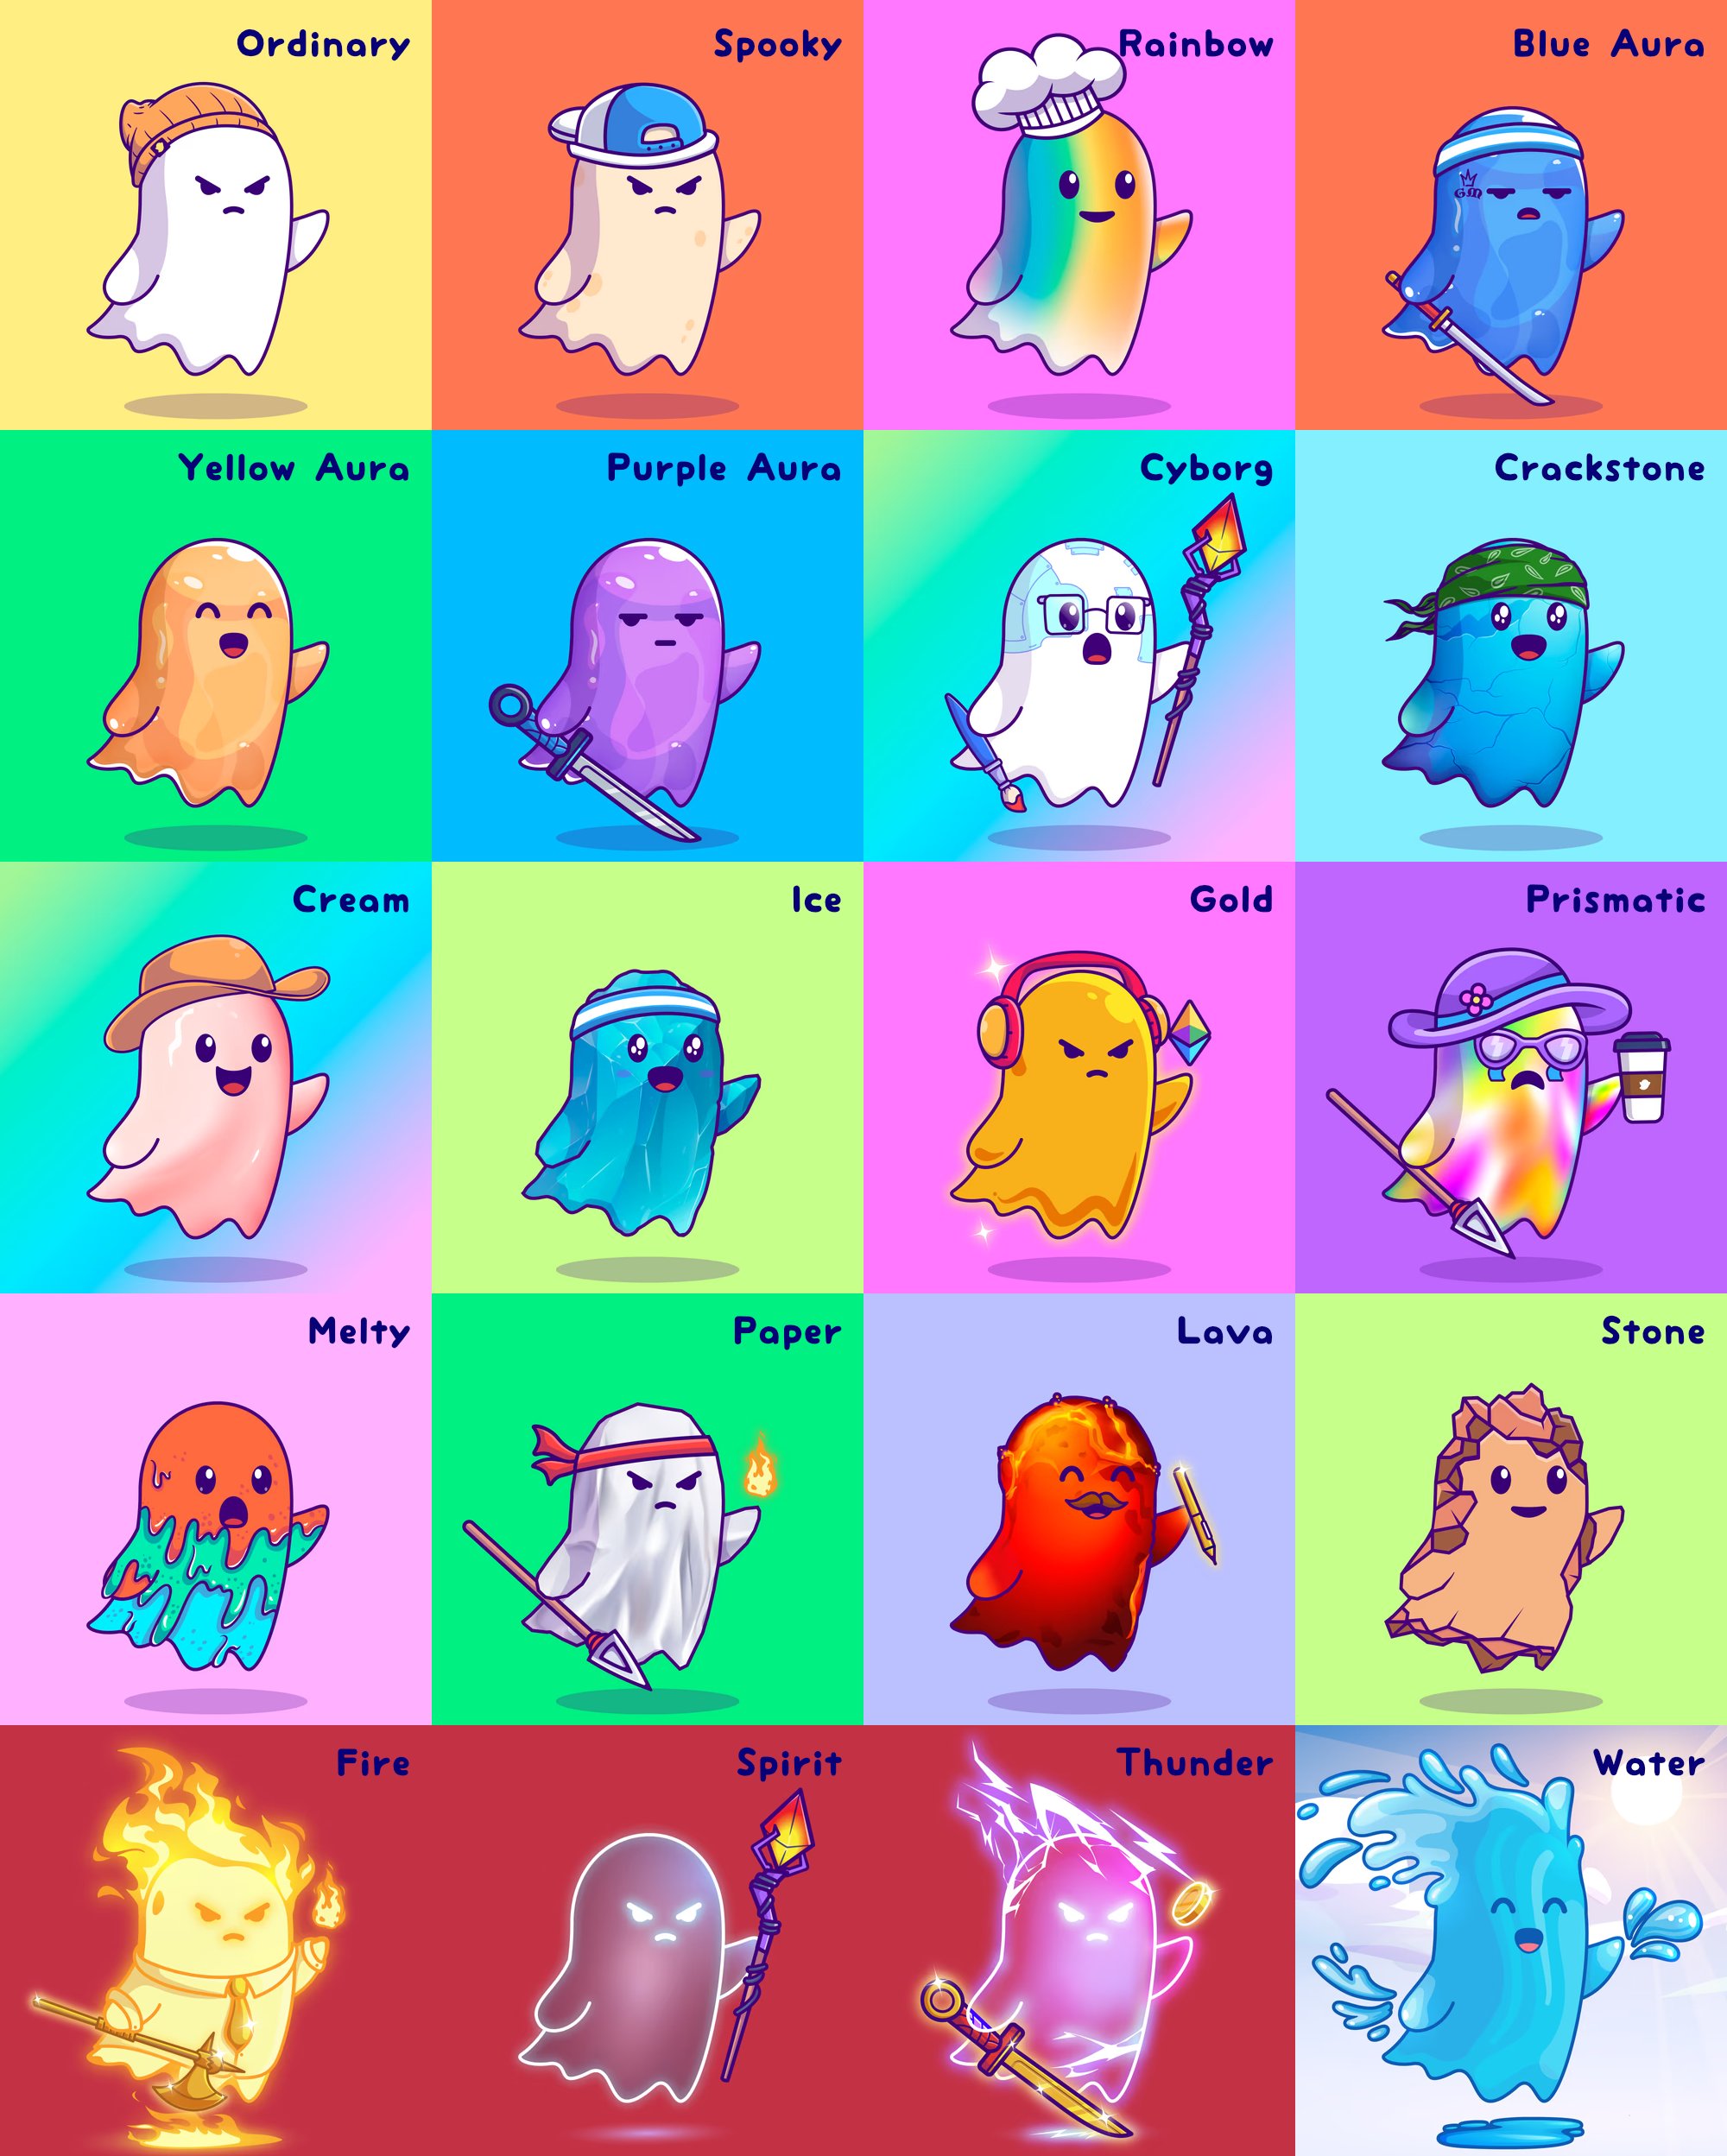 Ordinary
Spooky
Rainbow
Blue Aura
GM
Yellow Aura
Purple Aura
Cyborg
Crackstone
Cream
Ice
Gold
Prismatic
Melty
Paper
Lava
Stone
Fire
Spirit
Thunder
Water